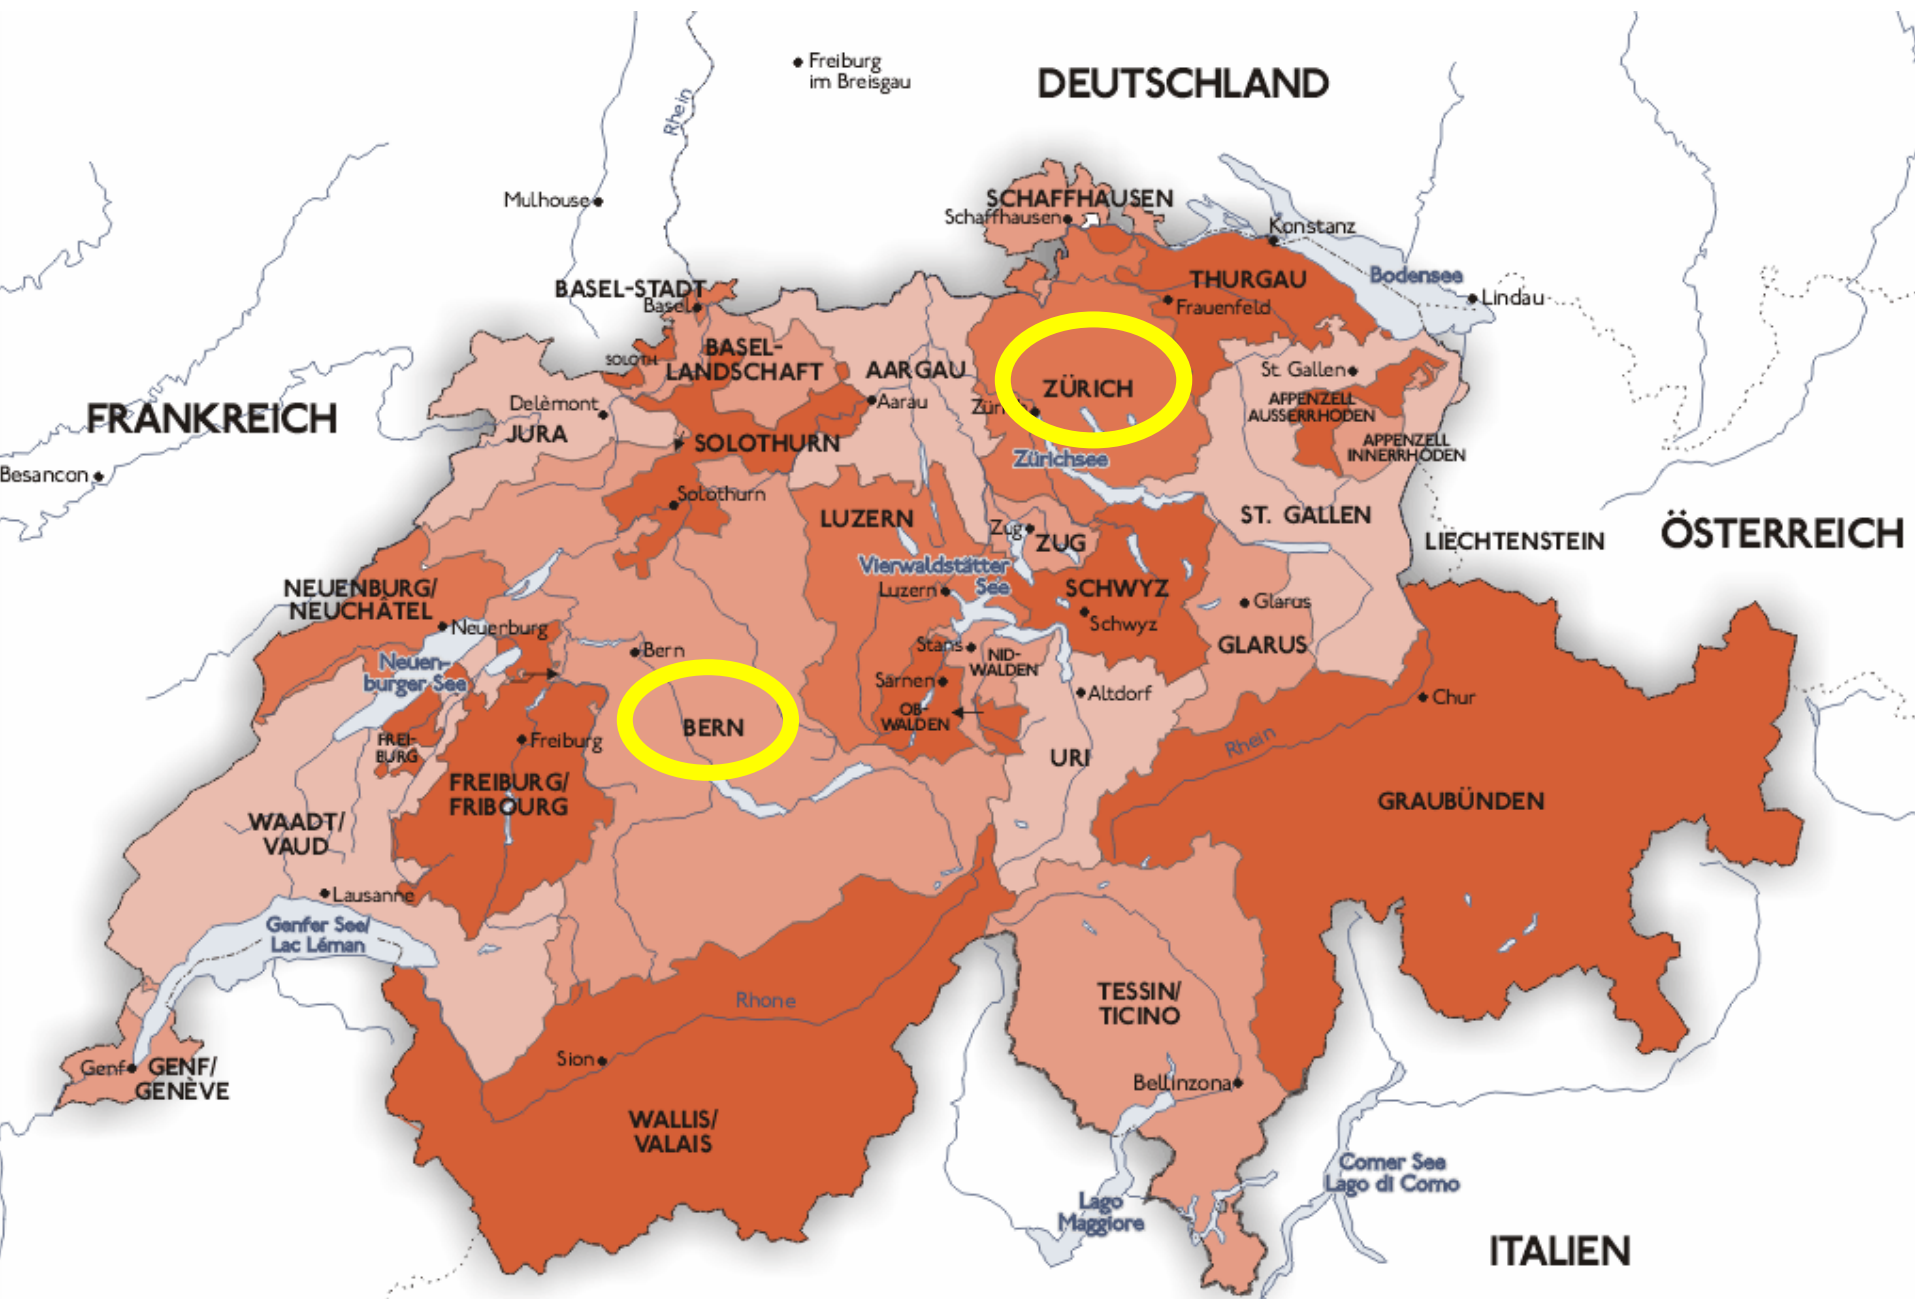 Freiburg
im Breisgau
DEUTSCHLAND
Rhein
Mulhouse
SCHAFFHAUSEN
Schaffhausen
Konstanz
BASEL-STADT
Basel
THURGAU
Bodensee
Frauenfeld
Lindau
SOLOTH.
BASEL-
LANDSCHAFT
AARGAU
ZÜRICH
St. Gallen
FRANKREICH
Delèmont
Aarau
Zürich
APPENZELL
AUSSERRHODEN
JURA
SOLOTHURN
Zürichsee
APPENZELL
INNERRHODEN
Besancon
Solothurn
LUZERN
Zug
ZUG
ST. GALLEN
LIECHTENSTEIN
ÖSTERREICH
NEUENBURG/
NEUCHÂTEL
Vierwaldstätter
See
Luzern
SCHWYZ
Schwyz
Glarus
GLARUS
Neuenburg
Bern
Stans
NID-
WALDEN
Neuen-
burger See
Sarnen
Altdorf
Chur
OB-
WALDEN
BERN
FREI-
BURG
Freiburg
URI
Rhein
FREIBURG/
FRIBOURG
GRAUBÜNDEN
WAADT/
VAUD
Lausanne
Genfer See/
Lac Léman
Rhone
TESSIN/
TICINO
Genf
GENF/
GENÈVE
Sion
Bellinzona
WALLIS/
VALAIS
Comer See
Lago di Como
Lago
Maggiore
ITALIEN